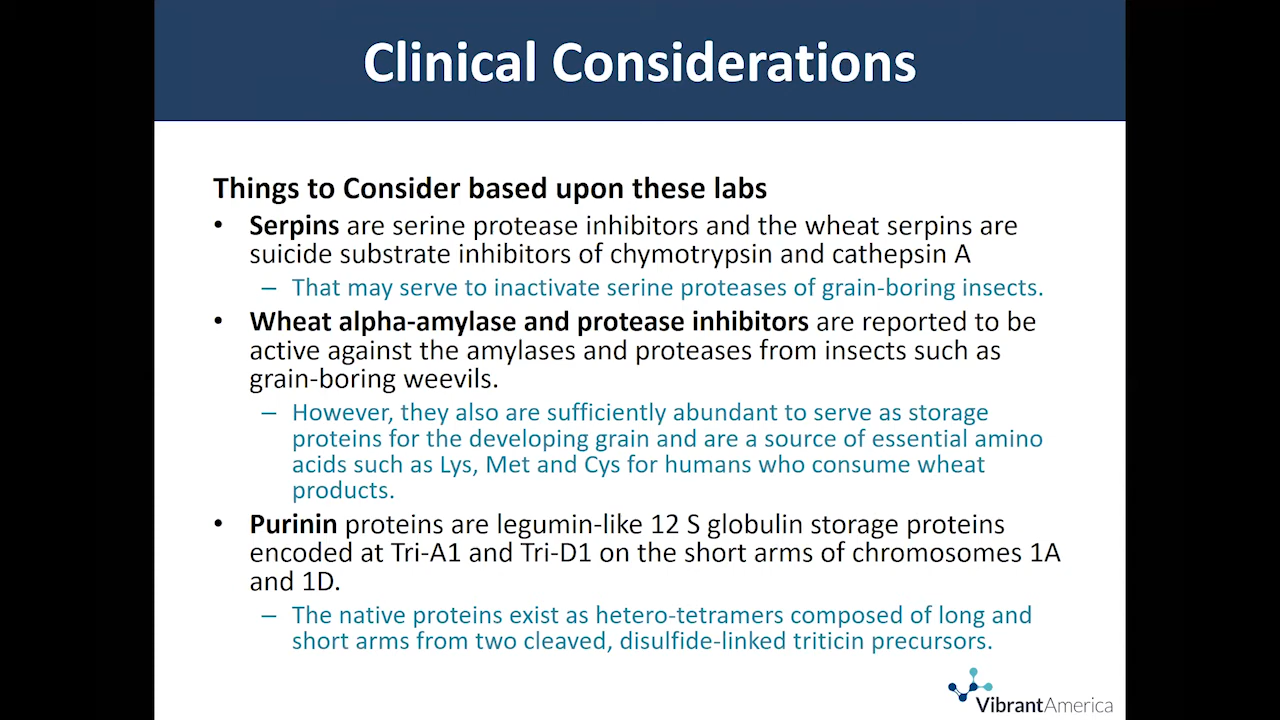 Clinical Considerations
Things to Consider based upon these labs
• Serpins are serine protease inhibitors and the wheat serpins are
suicide substrate inhibitors of chymotrypsin and cathepsin A
– That may serve to inactivate serine proteases of grain-boring insects.
• Wheat alpha-amylase and protease inhibitors are reported to be
active against the amylases and proteases from insects such as
grain-boring weevils.
– However, they also are sufficiently abundant to serve as storage
proteins for the developing grain and are a source of essential amino
acids such as Lys, Met and Cys for humans who consume wheat
products.
• Purinin proteins are legumin-like 12 S globulin storage proteins
encoded at Tri-A1 and Tri-D1 on the short arms of chromosomes 1A
and 1D.
– The native proteins exist as hetero-tetramers composed of long and
short arms from two cleaved, disulfide-linked triticin precursors.
VibrantAmerica